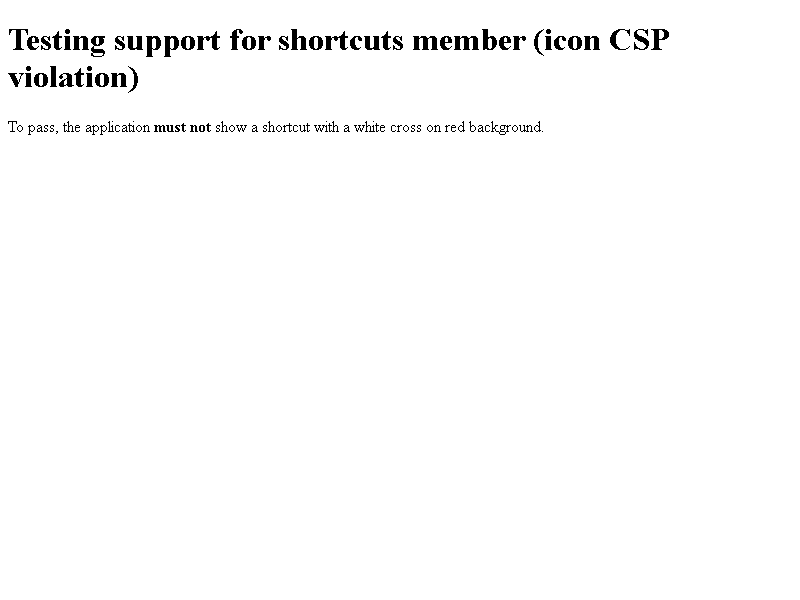 Testing support for shortcuts member (icon CSP
violation)
To pass, the application must not show a shortcut with a white cross on red background.